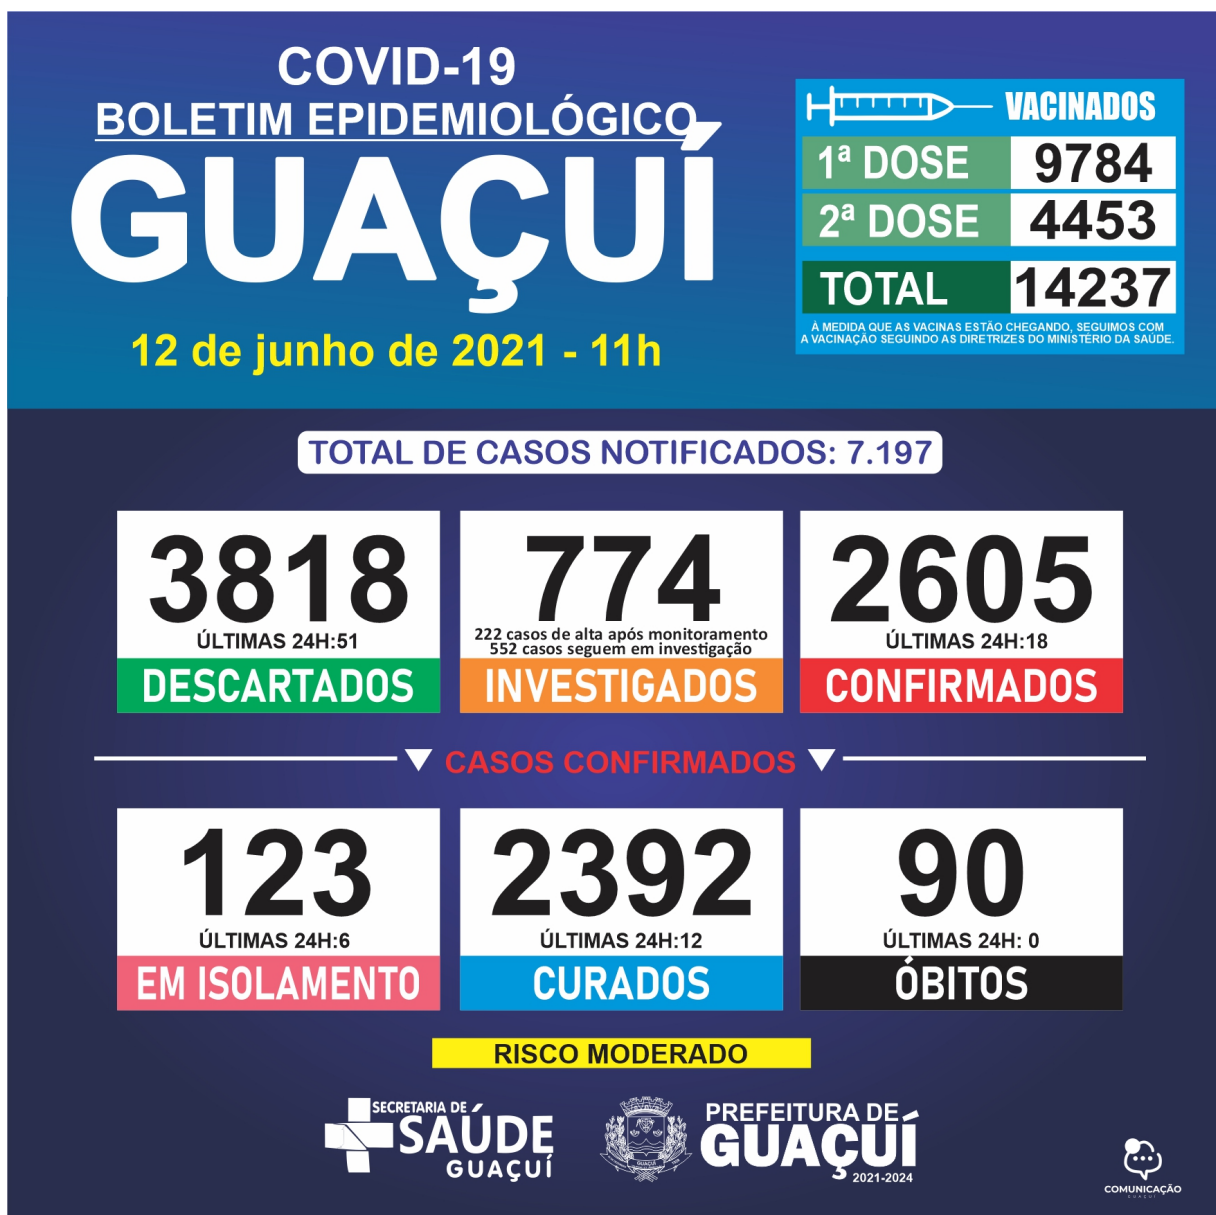 COVID-19
BOLETIM EPIDEMIOLÓGICO
GUAÇUÍ
12 de junho de 2021 - 11h
VACINADOS
1ª DOSE 9784
2ª DOSE 4453
TOTAL 14237
À MEDIDA QUE AS VACINAS ESTÃO CHEGANDO, SEGUIMOS COM
A VACINAÇÃO SEGUINDO AS DIRETRIZES DO MINISTÉRIO DA SAÚDE.
TOTAL DE CASOS NOTIFICADOS: 7.197
3818
ÚLTIMAS 24H:51
DESCARTADOS
774
222 casos de alta após monitoramento
552 casos seguem em investigação
INVESTIGADOS
2605
ÚLTIMAS 24H:18
CONFIRMADOS
CASOS CONFIRMADOS
123
ÚLTIMAS 24H:6
EM ISOLAMENTO
2392
ÚLTIMAS 24H:12
CURADOS
90
ÚLTIMAS 24H: 0
ÓBITOS
RISCO MODERADO
SECRETARIA DE
SAÚDE
GUAÇUÍ
GUAÇUÍ
PREFEITURA DE
GUAÇUÍ
2021-2024
COMUNICAÇÃO
GUAÇUÍ